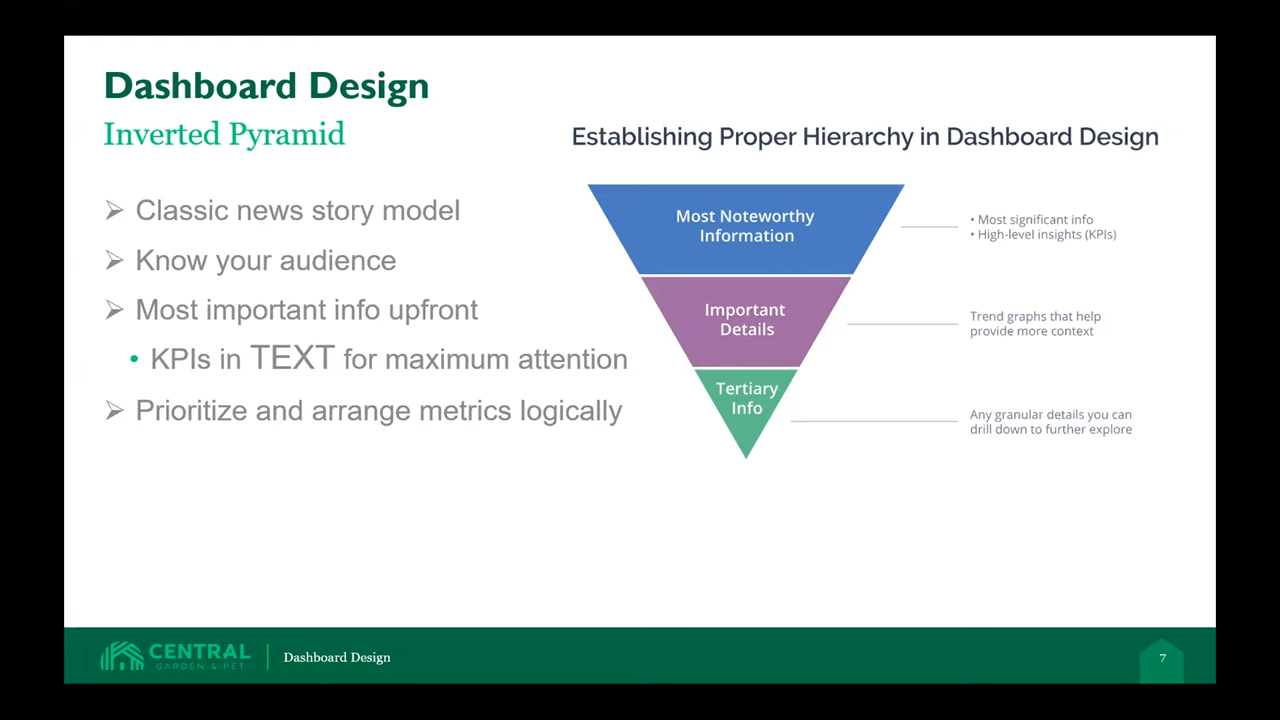 Dashboard Design
Inverted Pyramid
Classic news story model
Know your audience
Most important info upfront
• KPIs in TEXT for maximum attention
Prioritize and arrange metrics logically
Establishing Proper Hierarchy in Dashboard Design
Most Noteworthy
Information
• Most significant info
• High-level insights (KPIs)
Important
Details
Trend graphs that help
provide more context
Tertiary
Info
Any granular details you can
drill down to further explore
CENTRAL
GARDEN & PET
Dashboard Design
7